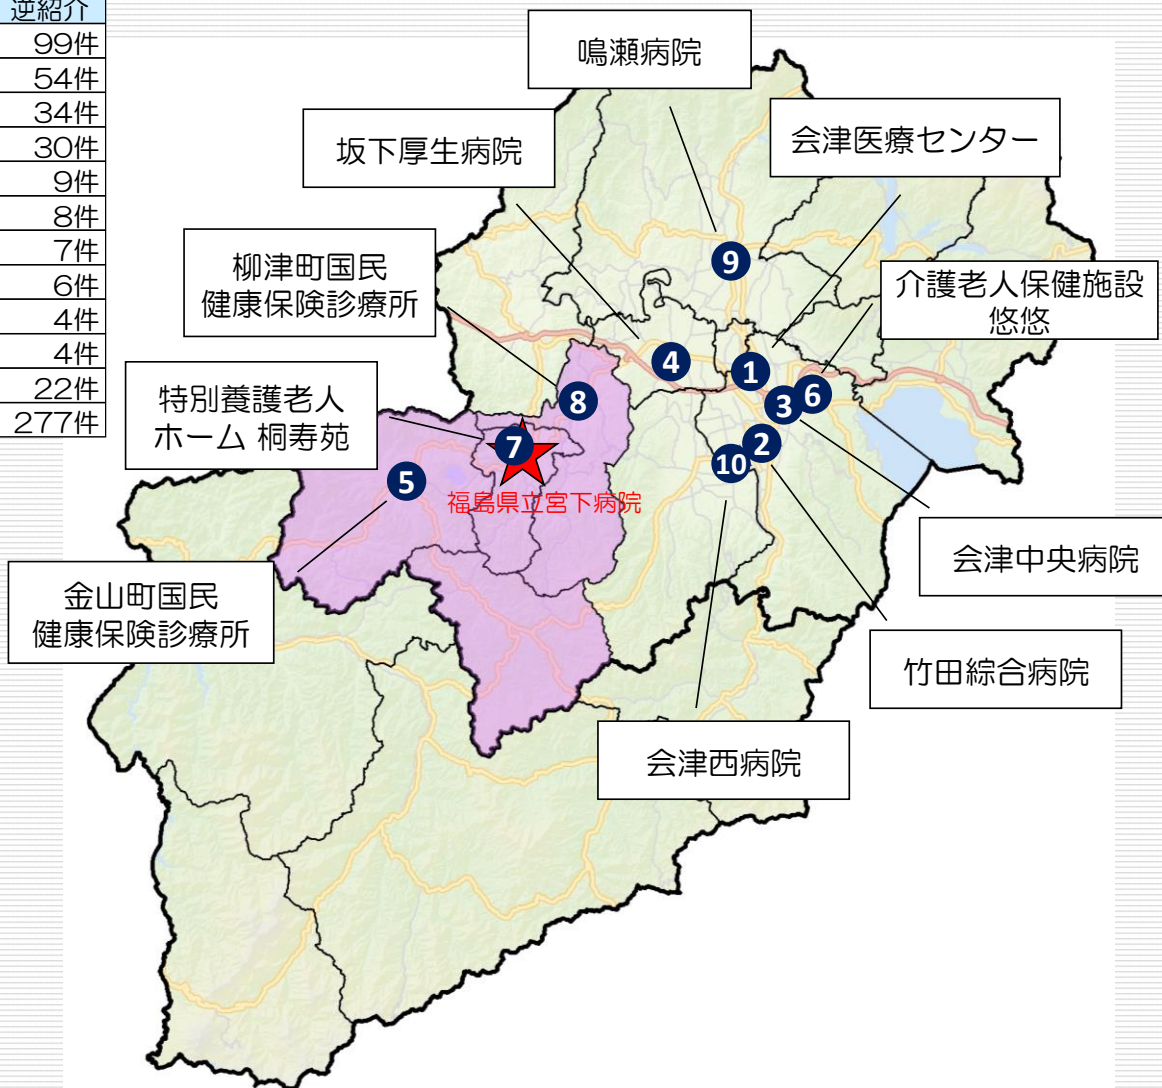 逆紹介
99件
54件
34件
30件
9件
8件
7件
6件
4件
4件
22件
277件
鳴瀬病院
坂下厚生病院
会津医療センター
柳津町国民
健康保険診療所
介護老人保健施設
悠悠
特別養護老人
ホーム 桐寿苑
9
4
1
6
3
8
7
2
10
5
福島県立宮下病院
会津中央病院
金山町国民
健康保険診療所
竹田綜合病院
会津西病院